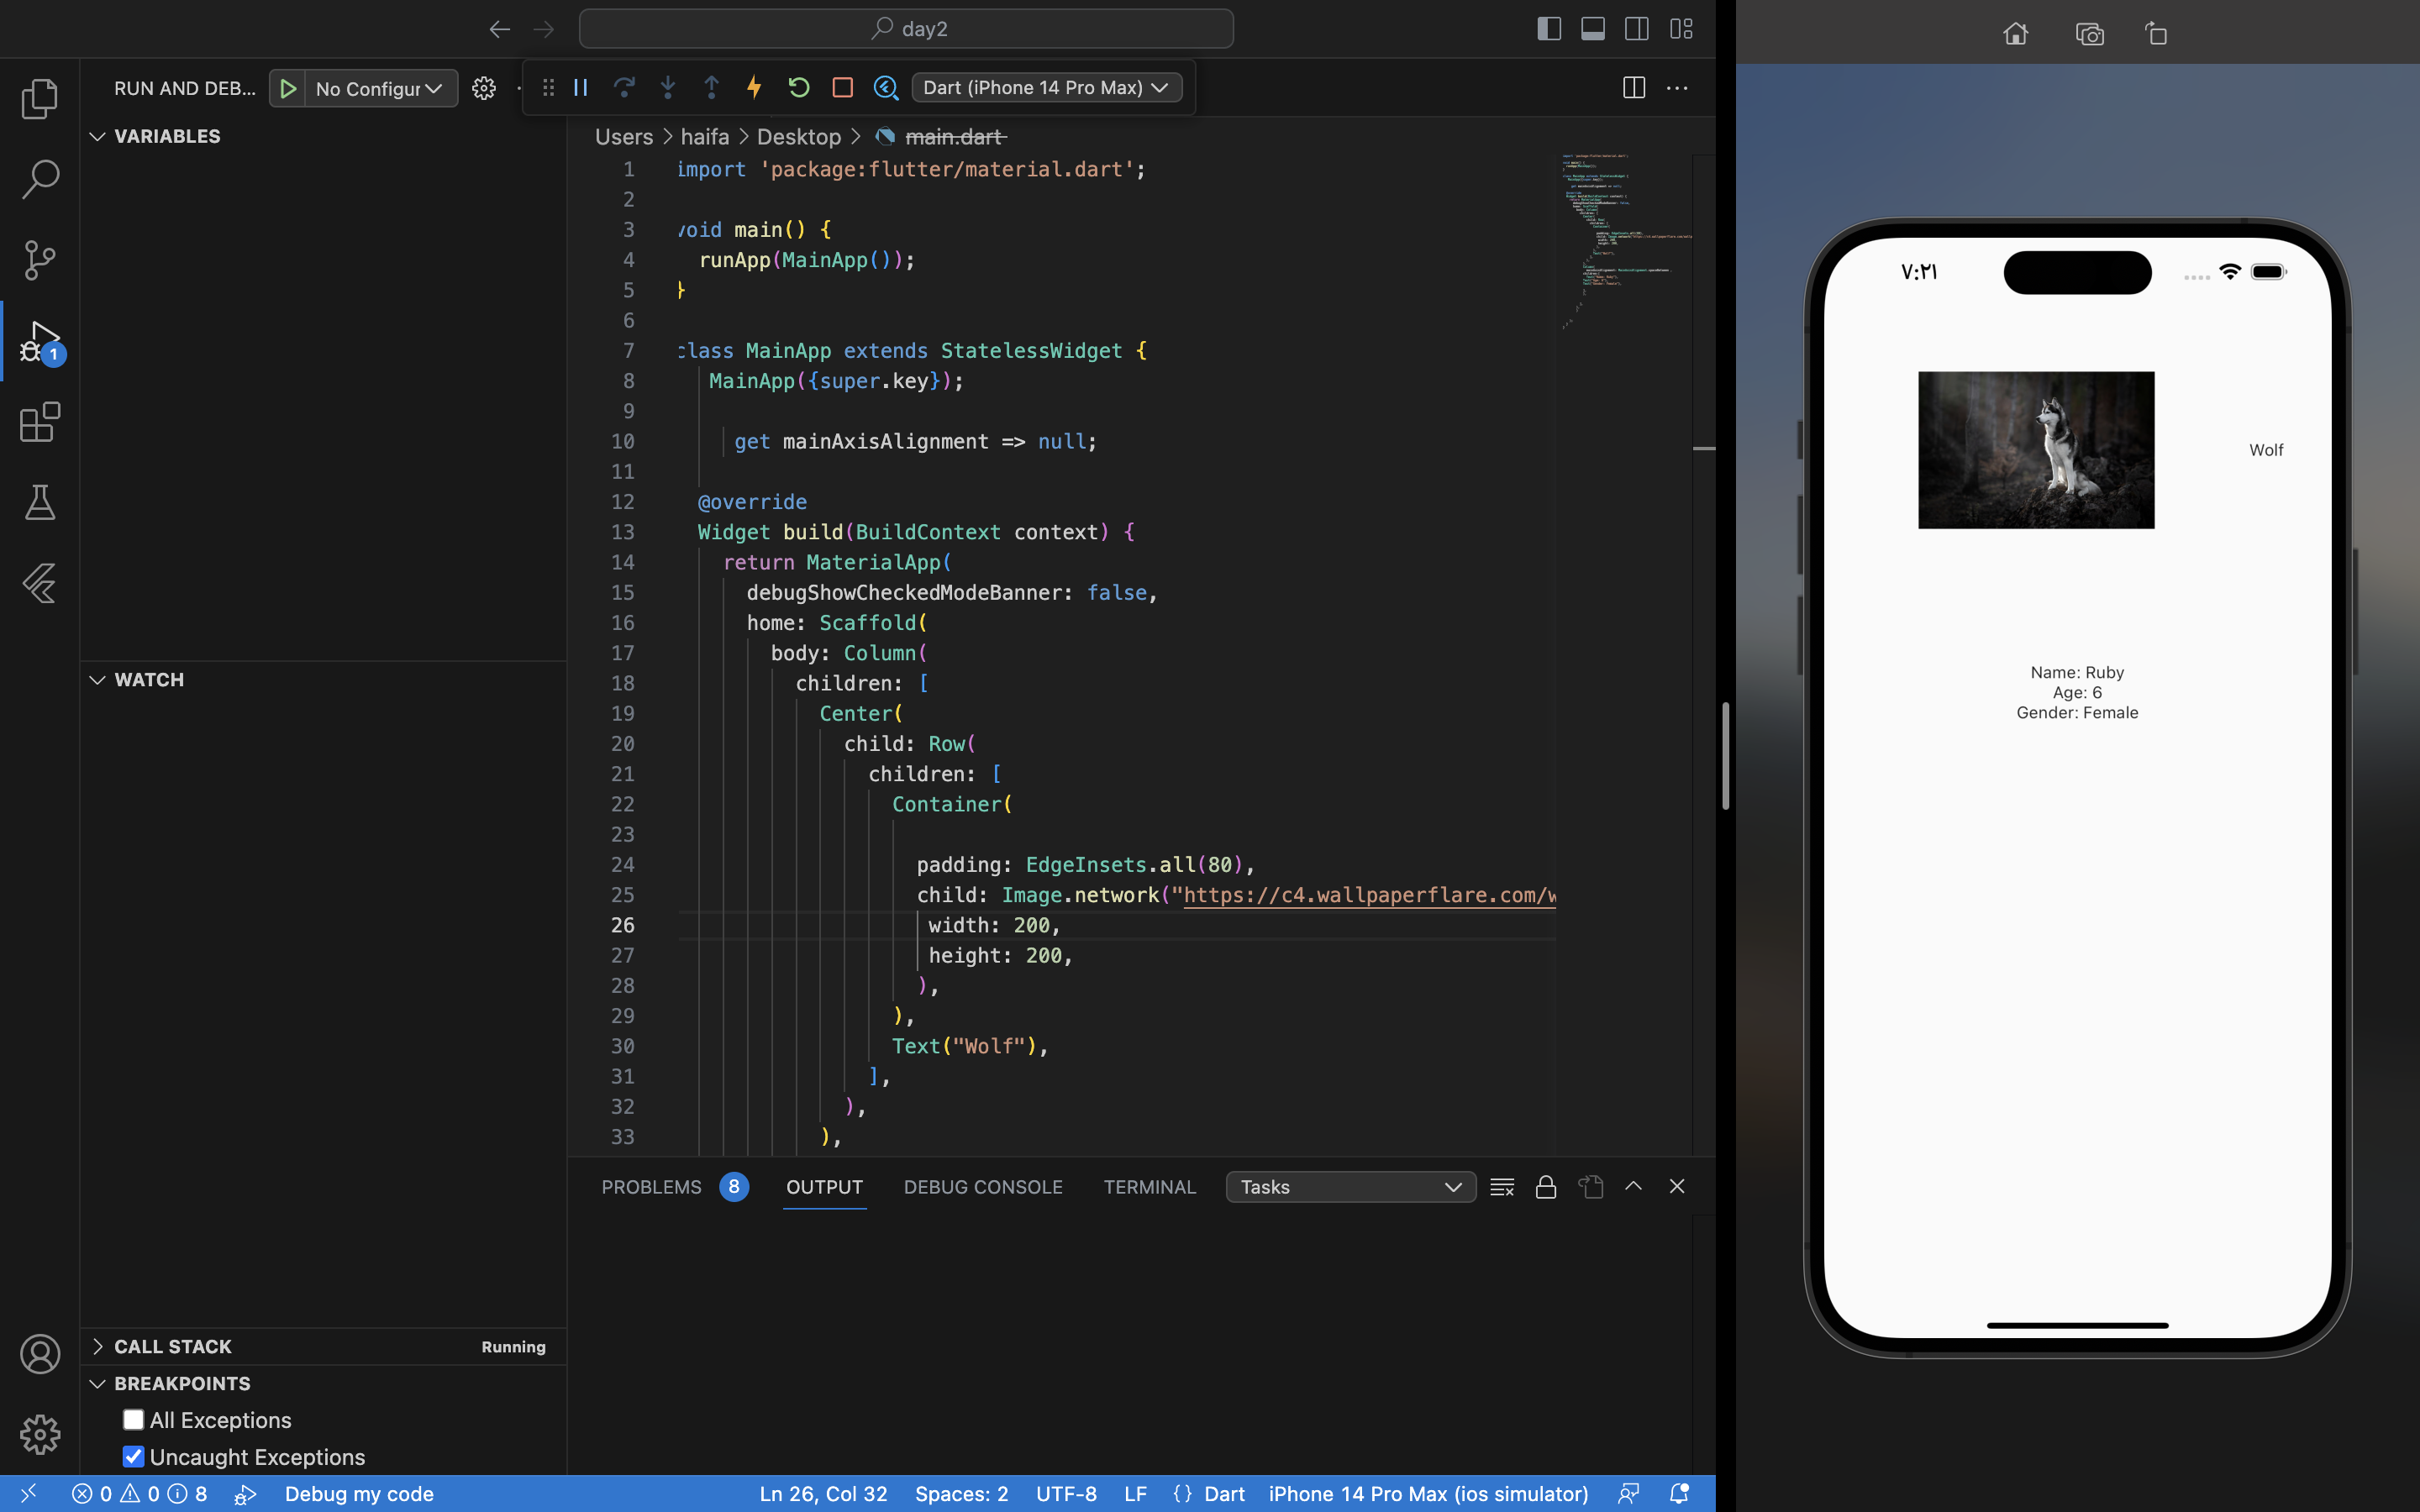 day2
RUN AND DEB...
No Configur
Dart (iPhone 14 Pro Max)
VARIABLES
WATCH
CALL STACK
Running
BREAKPOINTS
All Exceptions
Uncaught Exceptions
Users > haifa > Desktop > main.dart
1 import 'package:flutter/material.dart';
2
3 void main() {
4 runApp(MainApp());
5 }
6
7 class MainApp extends StatelessWidget {
8 MainApp({super.key});
9
10 get mainAxisAlignment => null;
11
12 @override
13 Widget build(BuildContext context) {
14 return MaterialApp(
15 debugShowCheckedModeBanner: false,
16 home: Scaffold(
17 body: Column(
18 children: [
19 Center(
20 child: Row(
21 children: [
22 Container(
23
24 padding: EdgeInsets.all(80),
25 child: Image.network("https://c4.wallpaperflare.com/w
26 width: 200,
27 height: 200,
28 ),
29 ),
30 Text("Wolf"),
31 ],
32 ),
33 ),
PROBLEMS 8 OUTPUT DEBUG CONSOLE TERMINAL Tasks
1
0 0 8 Debug my code
Ln 26, Col 32 Spaces: 2 UTF-8 LF {} Dart iPhone 14 Pro Max (ios simulator)
٧:٢١
Wolf
Name: Ruby
Age: 6
Gender: Female